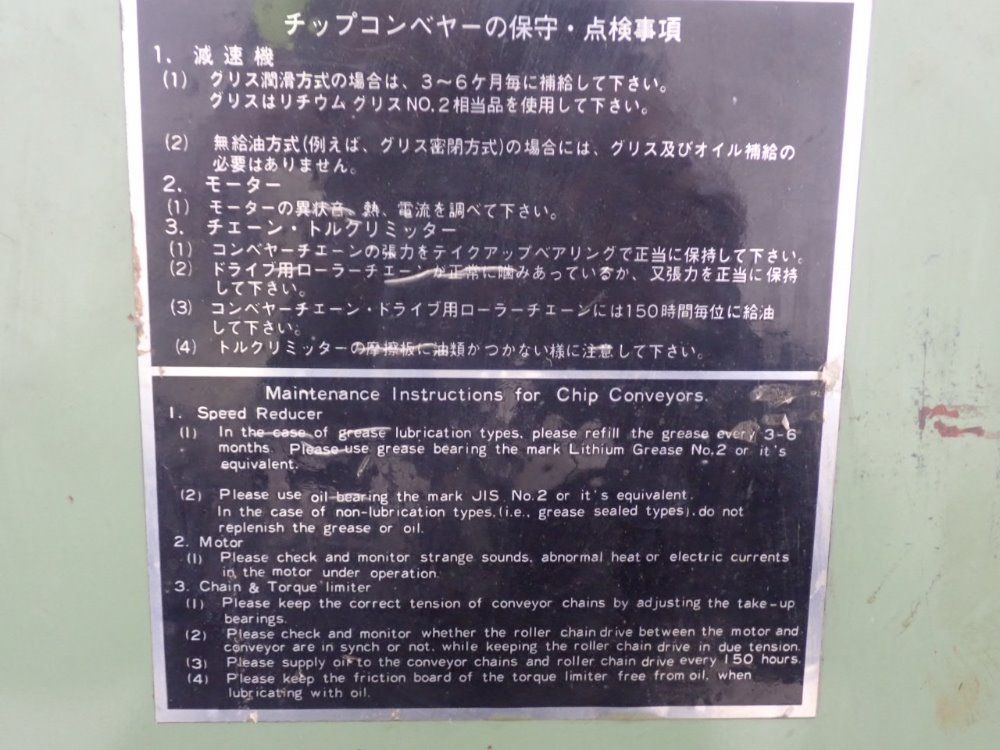 チップコンベヤーの保守・点検事項
1. 減速機
(1) グリス潤滑方式の場合は、3〜6ケ月毎に補給して下さい。
グリスはリチウムグリスNO.2相当品を使用して下さい。
(2) 無給油方式(例えば、グリス密閉方式)の場合には、グリス及びオイル補給の
必要はありません。
2. モーター
(1) モーターの異状音、熱、電流を調べて下さい。
3. チェーン・トルクリミッター
(1) コンベヤーチェーンの張力をテイクアップベアリングで正当に保持して下さい。
(2) ドライブ用ローラーチェーンが正常に噛みあっているか、又張力を正当に保持
して下さい。
(3) コンベヤーチェーン・ドライブ用ローラーチェーンには150時間毎位に給油
して下さい。
(4) トルクリミッターの摩擦板に油類がつかない様に注意して下さい。
Maintenance Instructions for Chip Conveyors.
1. Speed Reducer
(1) In the case of grease lubrication types, please refill the grease every 3-6
months. Please use grease bearing the mark Lithium Grease No.2 or it's
equivalent.
(2) Please use oil bearing the mark JIS No.2 or it's equivalent.
In the case of non-lubrication types,(i.e., grease sealed types), do not
replenish the grease or oil.
2. Motor
(1) Please check and monitor strange sounds, abnormal heat or electric currents
in the motor under operation.
3. Chain & Torque limiter
(1) Please keep the correct tension of conveyor chains by adjusting the take-up
bearings.
(2) Please check and monitor whether the roller chain drive between the motor and
conveyor are in synch or not, while keeping the roller chain drive in due tension.
(3) Please supply oil to the conveyor chains and roller chain drive every 150 hours.
(4) Please keep the friction board of the torque limiter free from oil, when
lubricating with oil.